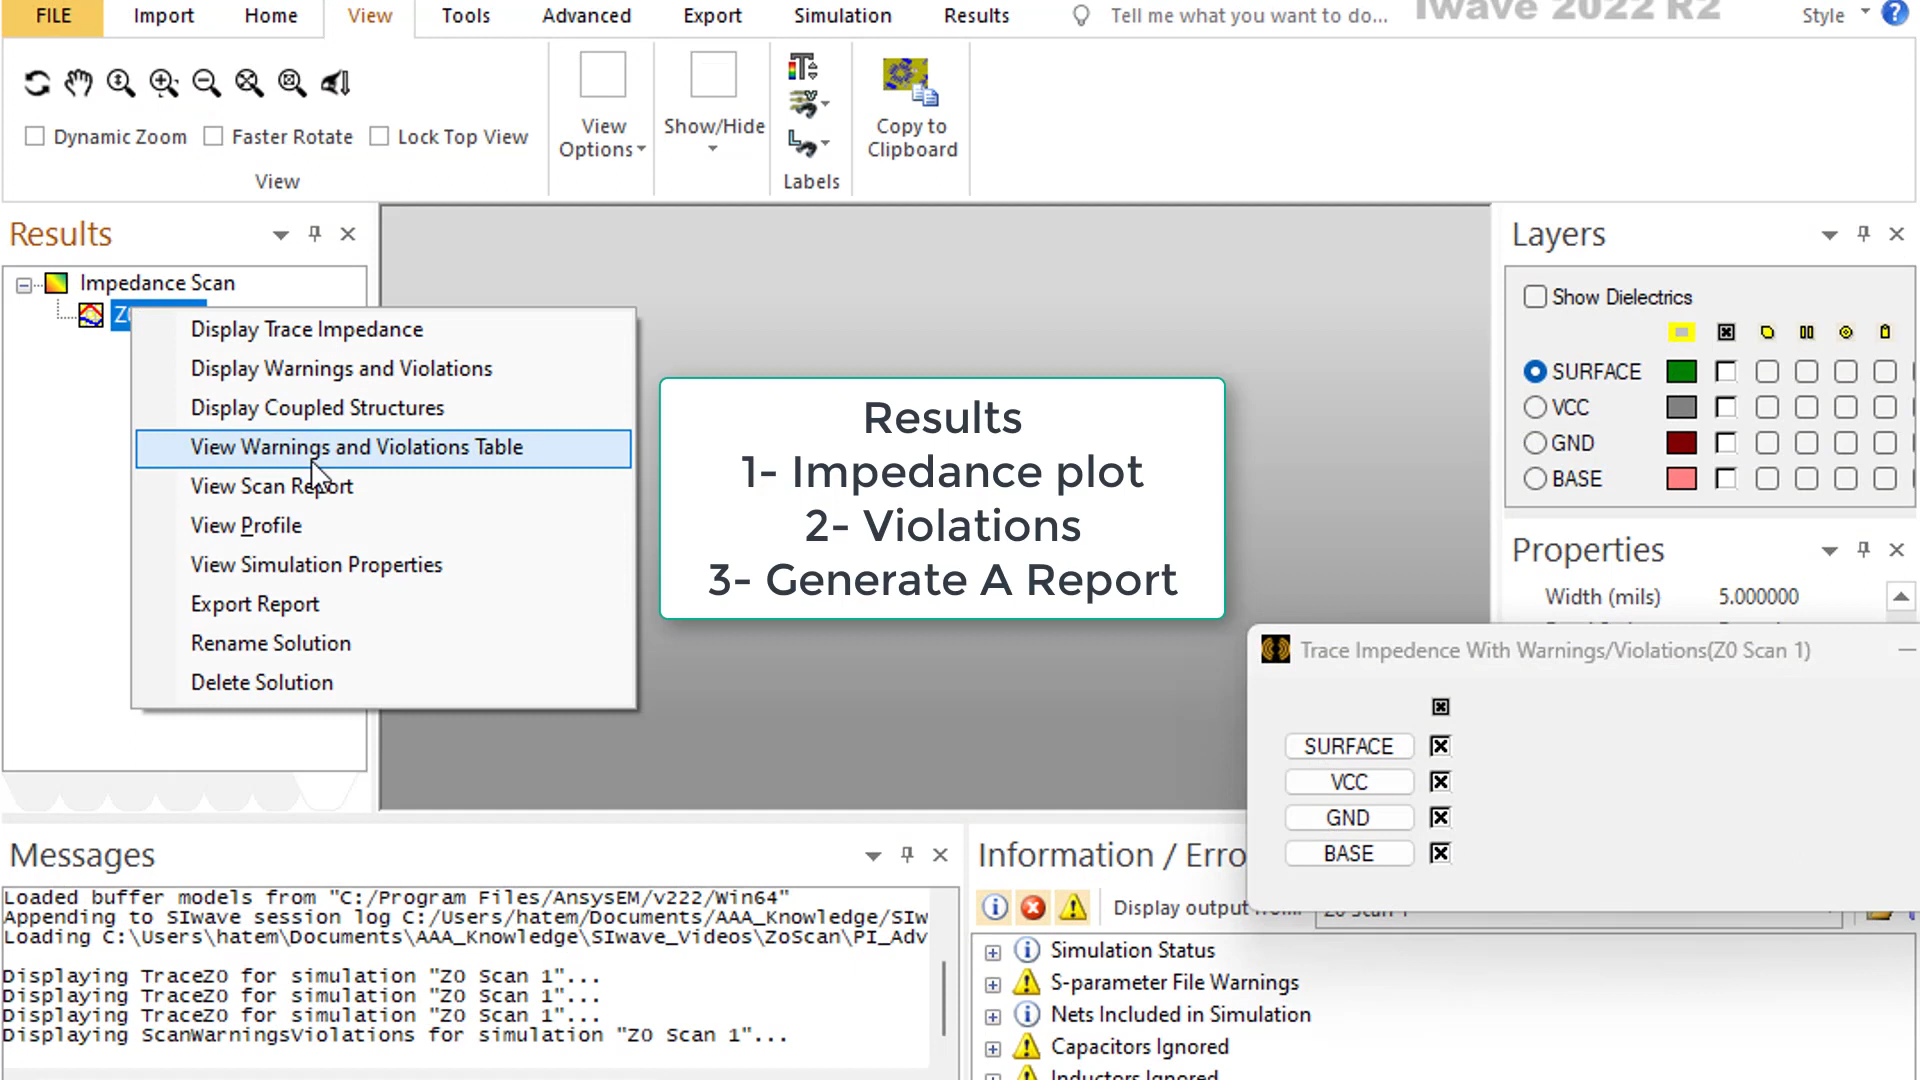 FILE Import Home View Tools Advanced Export Simulation Results Tell me what you want to do... Iwave 2022 R2 Style
Dynamic Zoom Faster Rotate Lock Top View
View
View Options
Show/Hide
Labels
Copy to
Clipboard
Results
Impedance Scan
Z0
Display Trace Impedance
Display Warnings and Violations
Display Coupled Structures
View Warnings and Violations Table
View Scan Report
View Profile
View Simulation Properties
Export Report
Rename Solution
Delete Solution
Results
1- Impedance plot
2- Violations
3- Generate A Report
Layers
Show Dielectrics
SURFACE
VCC
GND
BASE
Properties
Width (mils) 5.000000
Trace Impedence With Warnings/Violations(Z0 Scan 1)
SURFACE
VCC
GND
BASE
Messages
Loaded buffer models from "C:/Program Files/AnsysEM/v222/Win64"
Appending to SIwave session log C:/Users/hatem/Documents/AAA_Knowledge/SIw
Loading C:\Users\hatem\Documents\AAA_Knowledge\SIwave_Videos\ZoScan\PI_Adv
Displaying TraceZ0 for simulation "Z0 Scan 1"...
Displaying TraceZ0 for simulation "Z0 Scan 1"...
Displaying TraceZ0 for simulation "Z0 Scan 1"...
Displaying ScanWarningsViolations for simulation "Z0 Scan 1"...
Information / Erro
Display output
Simulation Status
S-parameter File Warnings
Nets Included in Simulation
Capacitors Ignored
Inductors Ignored